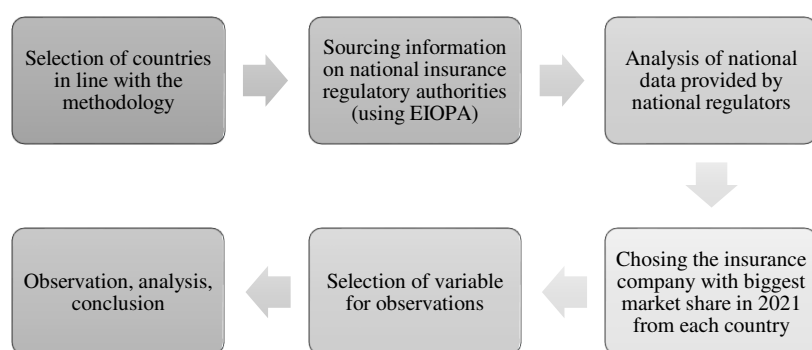 Selection of countries
in line with the
methodology
Sourcing information
on national insurance
regulatory authorities
(using EIOPA)
Analysis of national
data provided by
national regulators
Chosing the insurance
company with biggest
market share in 2021
from each country
Selection of variable
for observations
Observation, analysis,
conclusion